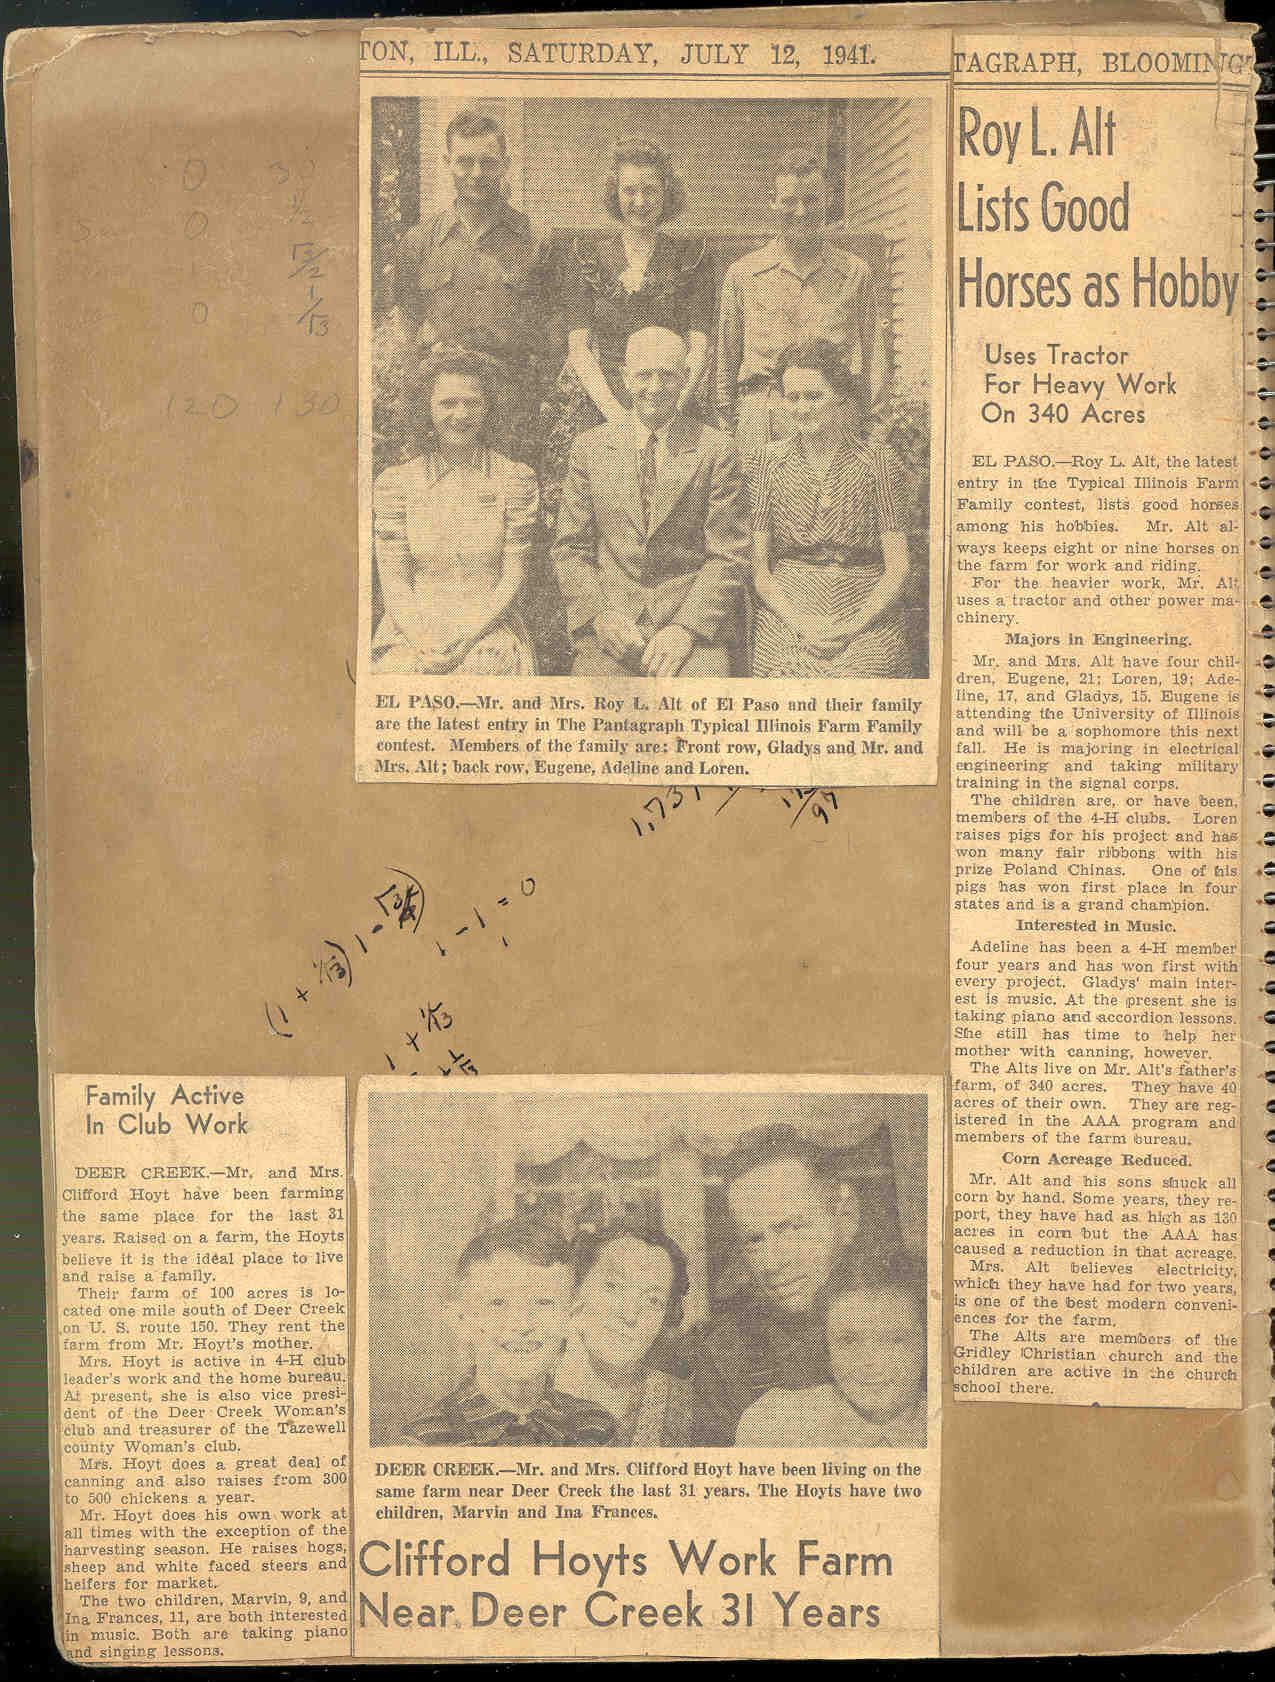 TON, ILL., SATURDAY, JULY 12, 1941.
EL PASO.—Mr. and Mrs. Roy L. Alt of El Paso and their family
are the latest entry in The Pantagraph Typical Illinois Farm Family
contest. Members of the family are: Front row, Gladys and Mr. and
Mrs. Alt; back row, Eugene, Adeline and Loren.
TAGRAPH, BLOOMINGT
Roy L. Alt
Lists Good
Horses as Hobby
Uses Tractor
For Heavy Work
On 340 Acres
EL PASO.—Roy L. Alt, the latest
entry in the Typical Illinois Farm
Family contest, lists good horses
among his hobbies. Mr. Alt al-
ways keeps eight or nine horses on
the farm for work and riding.
For the heavier work, Mr. Alt
uses a tractor and other power ma-
chinery.
Majors in Engineering.
Mr. and Mrs. Alt have four chil-
dren, Eugene, 21; Loren, 19; Ade-
line, 17, and Gladys, 15. Eugene is
attending the University of Illinois
and will be a sophomore this next
fall. He is majoring in electrical
engineering and taking military
training in the signal corps.
The children are, or have been,
members of the 4-H clubs. Loren
raises pigs for his project and has
won many fair ribbons with his
prize Poland Chinas. One of his
pigs has won first place in four
states and is a grand champion.
Interested in Music.
Adeline has been a 4-H member
four years and has won first with
every project. Gladys' main inter-
est is music. At the present she is
taking piano and accordion lessons.
She still has time to help her
mother with canning, however.
The Alts live on Mr. Alt's father's
farm, of 340 acres. They have 40
acres of their own. They are reg-
istered in the AAA program and
members of the farm bureau.
Corn Acreage Reduced.
Mr. Alt and his sons shuck all
corn by hand. Some years, they re-
port, they have had as high as 130
acres in corn but the AAA has
caused a reduction in that acreage.
Mrs. Alt believes electricity,
which they have had for two years,
is one of the best modern conveni-
ences for the farm.
The Alts are members of the
Gridley Christian church and the
children are active in the church
school there.
0
0
1/2
√3/2
0
1/√3
120 130
(1 + 1/√3) 1 -
1 - 1 = 0
1 + 1/√3
Family Active
In Club Work
DEER CREEK.—Mr. and Mrs.
Clifford Hoyt have been farming
the same place for the last 31
years. Raised on a farm, the Hoyts
believe it is the ideal place to live
and raise a family.
Their farm of 100 acres is lo-
cated one mile south of Deer Creek
on U. S. route 150. They rent the
farm from Mr. Hoyt's mother.
Mrs. Hoyt is active in 4-H club
leader's work and the home bureau.
At present, she is also vice presi-
dent of the Deer Creek Woman's
club and treasurer of the Tazewell
county Woman's club.
Mrs. Hoyt does a great deal of
canning and also raises from 300
to 500 chickens a year.
Mr. Hoyt does his own work at
all times with the exception of the
harvesting season. He raises hogs,
sheep and white faced steers and
heifers for market.
The two children, Marvin, 9, and
Ina Frances, 11, are both interested
in music. Both are taking piano
and singing lessons.
DEER CREEK.—Mr. and Mrs. Clifford Hoyt have been living on the
same farm near Deer Creek the last 31 years. The Hoyts have two
children, Marvin and Ina Frances.
Clifford Hoyts Work Farm
Near Deer Creek 31 Years